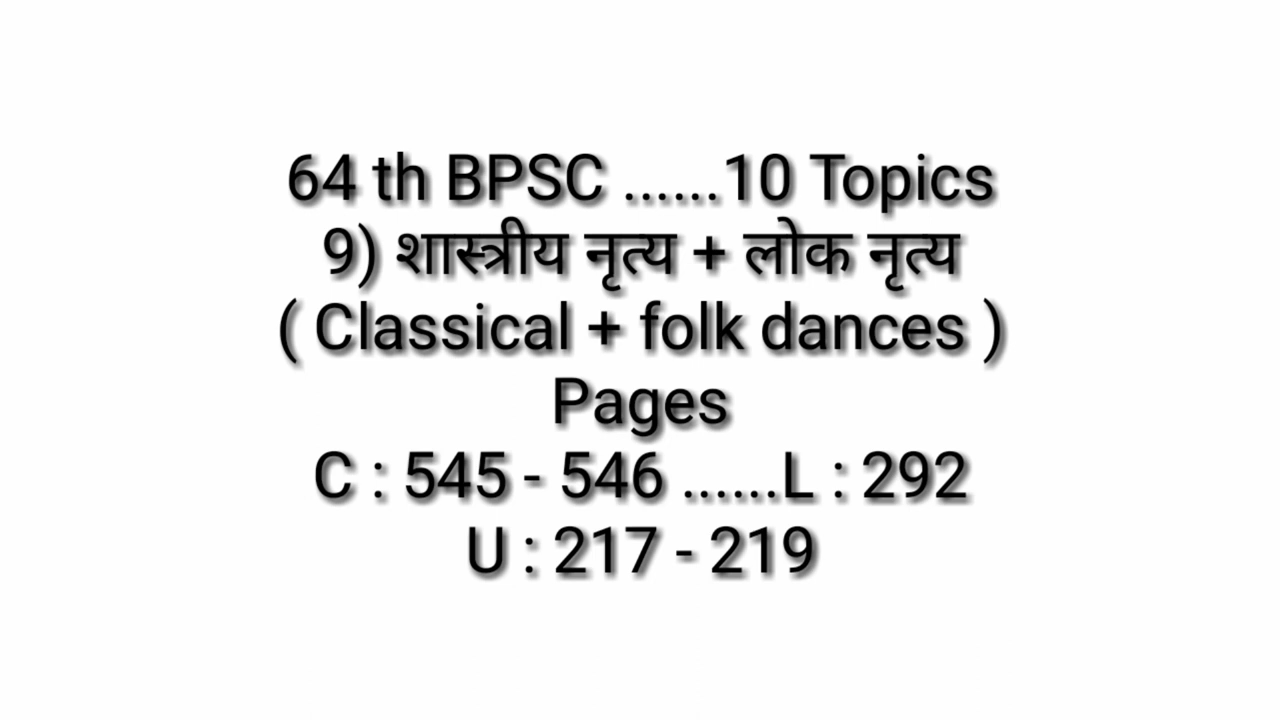 64 th BPSC ......10 Topics
9) शास्त्रीय नृत्य + लोक नृत्य
( Classical + folk dances )
Pages
C : 545 - 546 ......L : 292
U : 217 - 219